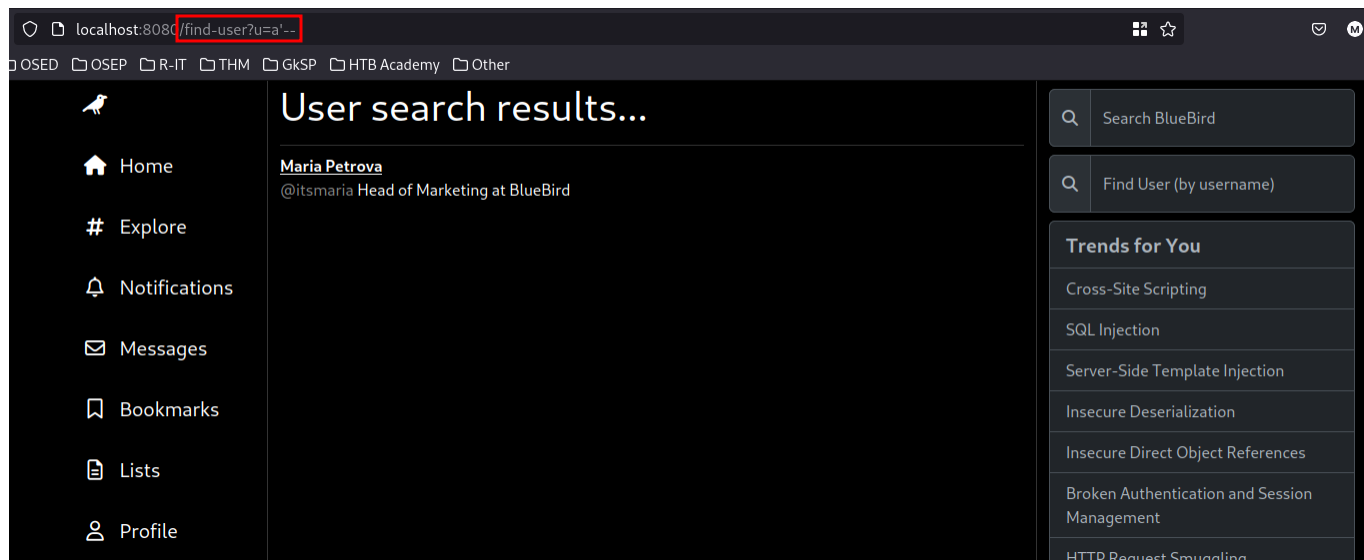 localhost:8080/find-user?u=a'--
OSED OSEP R-IT THM GkSP HTB Academy Other
User search results...
Maria Petrova
@itsmaria Head of Marketing at BlueBird
Home
Explore
Notifications
Messages
Bookmarks
Lists
Profile
Search BlueBird
Find User (by username)
Trends for You
Cross-Site Scripting
SQL Injection
Server-Side Template Injection
Insecure Deserialization
Insecure Direct Object References
Broken Authentication and Session
Management
HTTP Request Smuggling
M